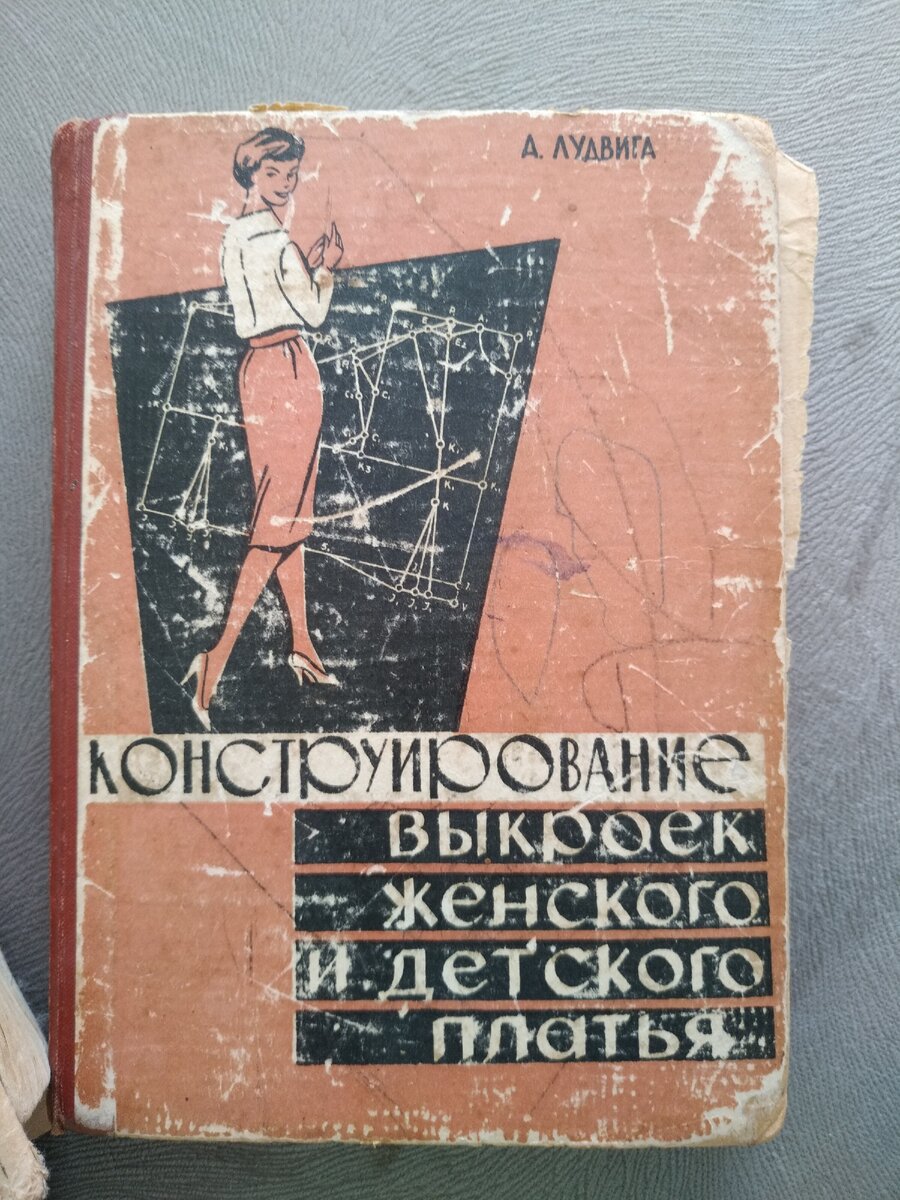 Д. ЛУДВИГА
КОНСТРУИРОВАНИЕ
ВЫКРОЕК
ЖЕНСКОГО
И ДЕТСКОГО
ПЛАТЬЯ